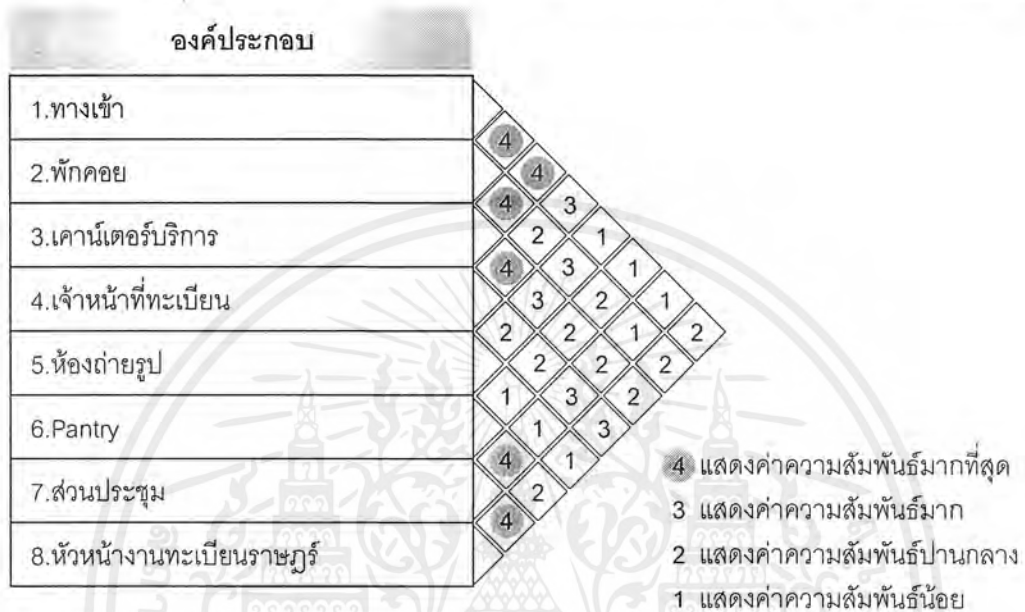 องค์ประกอบ
1.ทางเข้า
4
2.พักคอย 4
4 3
3.เคาน์เตอร์บริการ 2 1
4 3 1
4.เจ้าหน้าที่ทะเบียน 3 2 1
2 2 1 2
5.ห้องถ่ายรูป 2 2 2
1 3 2
6.Pantry 1 3
4 1
7.ส่วนประชุม 2
4
8.หัวหน้างานทะเบียนราษฎร์
4 แสดงค่าความสัมพันธ์มากที่สุด
3 แสดงค่าความสัมพันธ์มาก
2 แสดงค่าความสัมพันธ์ปานกลาง
1 แสดงค่าความสัมพันธ์น้อย